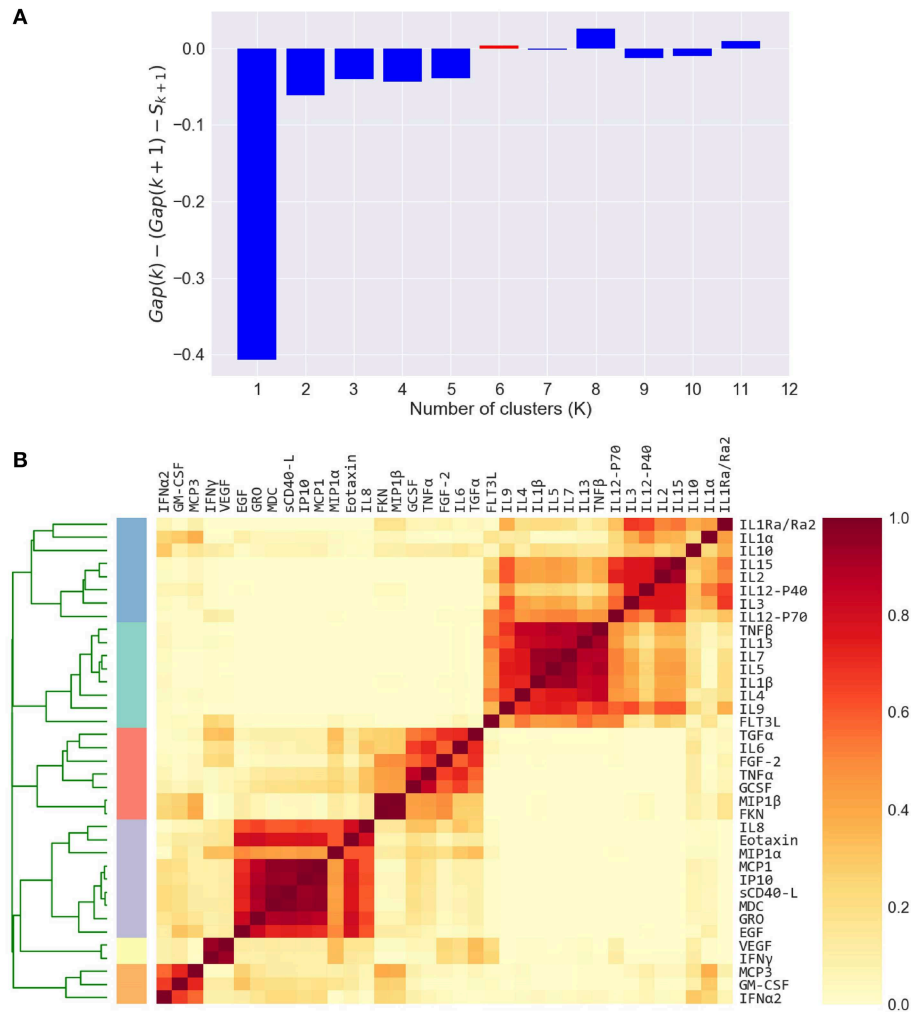 A
0.0
−0.1
−0.2
−0.3
−0.4
Gap(k) − (Gap(k + 1) − S_{k+1})
1 2 3 4 5 6 7 8 9 10 11 12
Number of clusters (K)
B
IFNα2 GM-CSF MCP3 IFNγ VEGF EGF GRO MDC sCD40-L IP10 MCP1 MIP1α Eotaxin IL8 FKN MIP1β GCSF TNFα FGF-2 IL6 TGFα FLT3L IL9 IL4 IL1β IL5 IL7 IL13 TNFβ IL12-P70 IL3 IL12-P40 IL2 IL15 IL10 IL1α IL1Ra/Ra2
IL1Ra/Ra2
IL1α
IL10
IL15
IL2
IL12-P40
IL3
IL12-P70
TNFβ
IL13
IL7
IL5
IL1β
IL4
IL9
FLT3L
TGFα
IL6
FGF-2
TNFα
GCSF
MIP1β
FKN
IL8
Eotaxin
MIP1α
MCP1
IP10
sCD40-L
MDC
GRO
EGF
VEGF
IFNγ
MCP3
GM-CSF
IFNα2
1.0
0.8
0.6
0.4
0.2
0.0